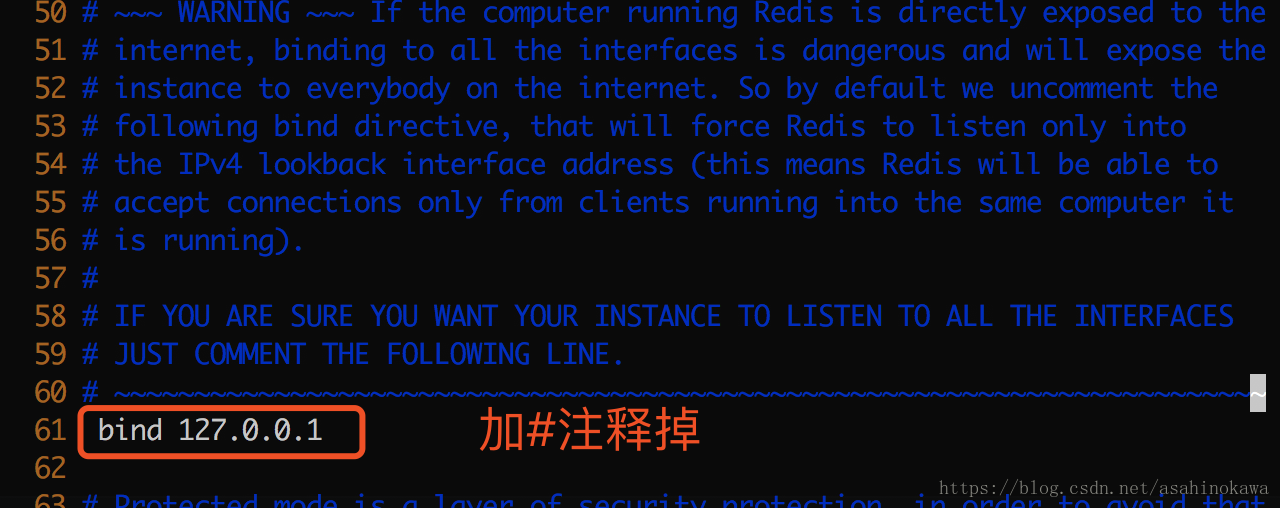 50 # ~~~ WARNING ~~~ If the computer running Redis is directly exposed to the
51 # internet, binding to all the interfaces is dangerous and will expose the
52 # instance to everybody on the internet. So by default we uncomment the
53 # following bind directive, that will force Redis to listen only into
54 # the IPv4 lookback interface address (this means Redis will be able to
55 # accept connections only from clients running into the same computer it
56 # is running).
57 #
58 # IF YOU ARE SURE YOU WANT YOUR INSTANCE TO LISTEN TO ALL THE INTERFACES
59 # JUST COMMENT THE FOLLOWING LINE.
60 # ~~~~~~~~~~~~~~~~~~~~~~~~~~~~~~~~~~~~~~~~~~~~~~~~~~~~~~~~~~~~~~~~~~~~~~~~
61 bind 127.0.0.1 加#注释掉
62
63 # Protected mode is a layer of security protection, in order to avoid that
https://blog.csdn.net/asahinokawa